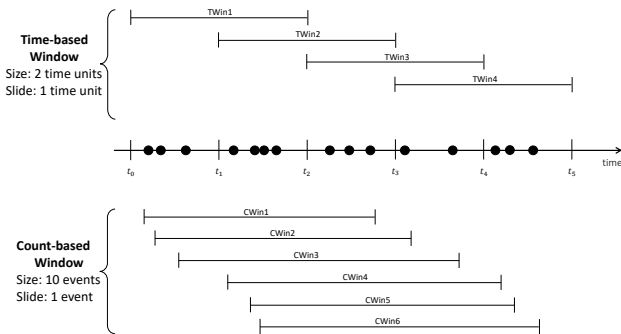 TWin1
TWin2
TWin3
TWin4
Time-based
Window
Size: 2 time units
Slide: 1 time unit
t₀ t₁ t₂ t₃ t₄ t₅ time
CWin1
CWin2
CWin3
CWin4
CWin5
CWin6
Count-based
Window
Size: 10 events
Slide: 1 event